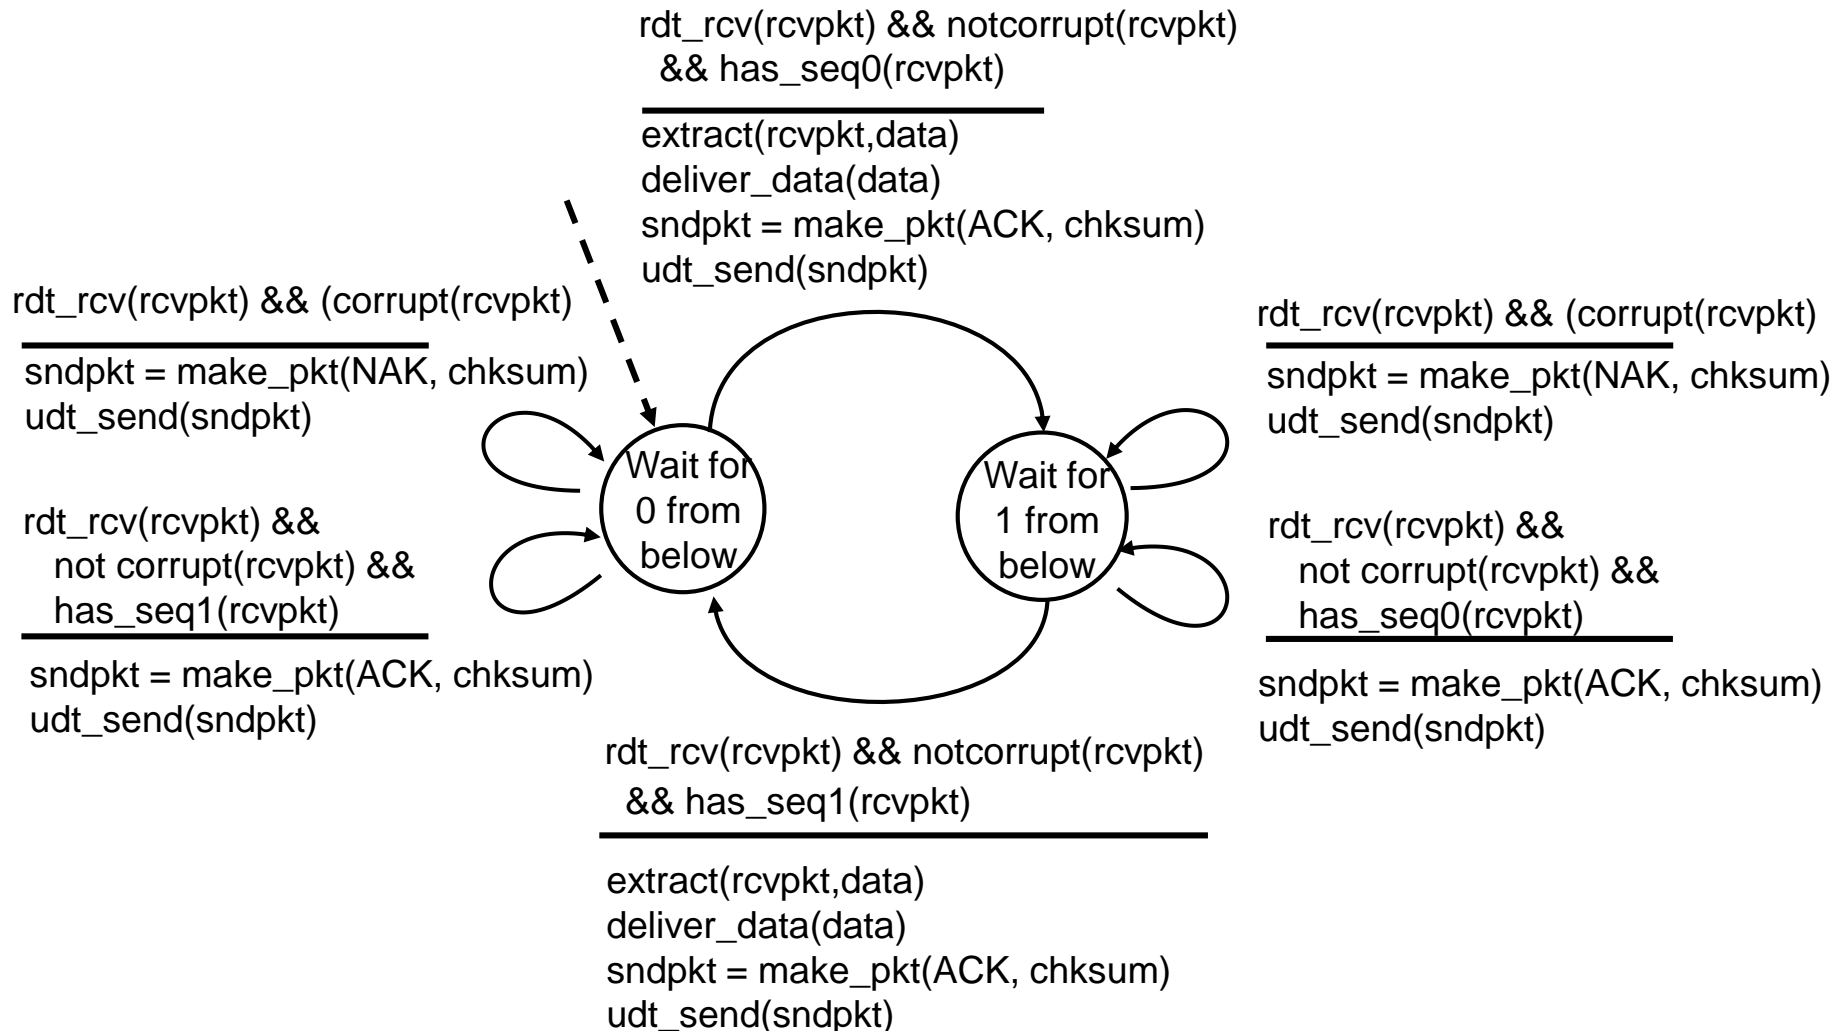 rdt_rcv(rcvpkt) && notcorrupt(rcvpkt)
&& has_seq0(rcvpkt)
extract(rcvpkt,data)
deliver_data(data)
sndpkt = make_pkt(ACK, chksum)
udt_send(sndpkt)
rdt_rcv(rcvpkt) && (corrupt(rcvpkt)
sndpkt = make_pkt(NAK, chksum)
udt_send(sndpkt)
rdt_rcv(rcvpkt) &&
not corrupt(rcvpkt) &&
has_seq1(rcvpkt)
sndpkt = make_pkt(ACK, chksum)
udt_send(sndpkt)
Wait for
0 from
below
Wait for
1 from
below
rdt_rcv(rcvpkt) && (corrupt(rcvpkt)
sndpkt = make_pkt(NAK, chksum)
udt_send(sndpkt)
rdt_rcv(rcvpkt) &&
not corrupt(rcvpkt) &&
has_seq0(rcvpkt)
sndpkt = make_pkt(ACK, chksum)
udt_send(sndpkt)
rdt_rcv(rcvpkt) && notcorrupt(rcvpkt)
&& has_seq1(rcvpkt)
extract(rcvpkt,data)
deliver_data(data)
sndpkt = make_pkt(ACK, chksum)
udt_send(sndpkt)